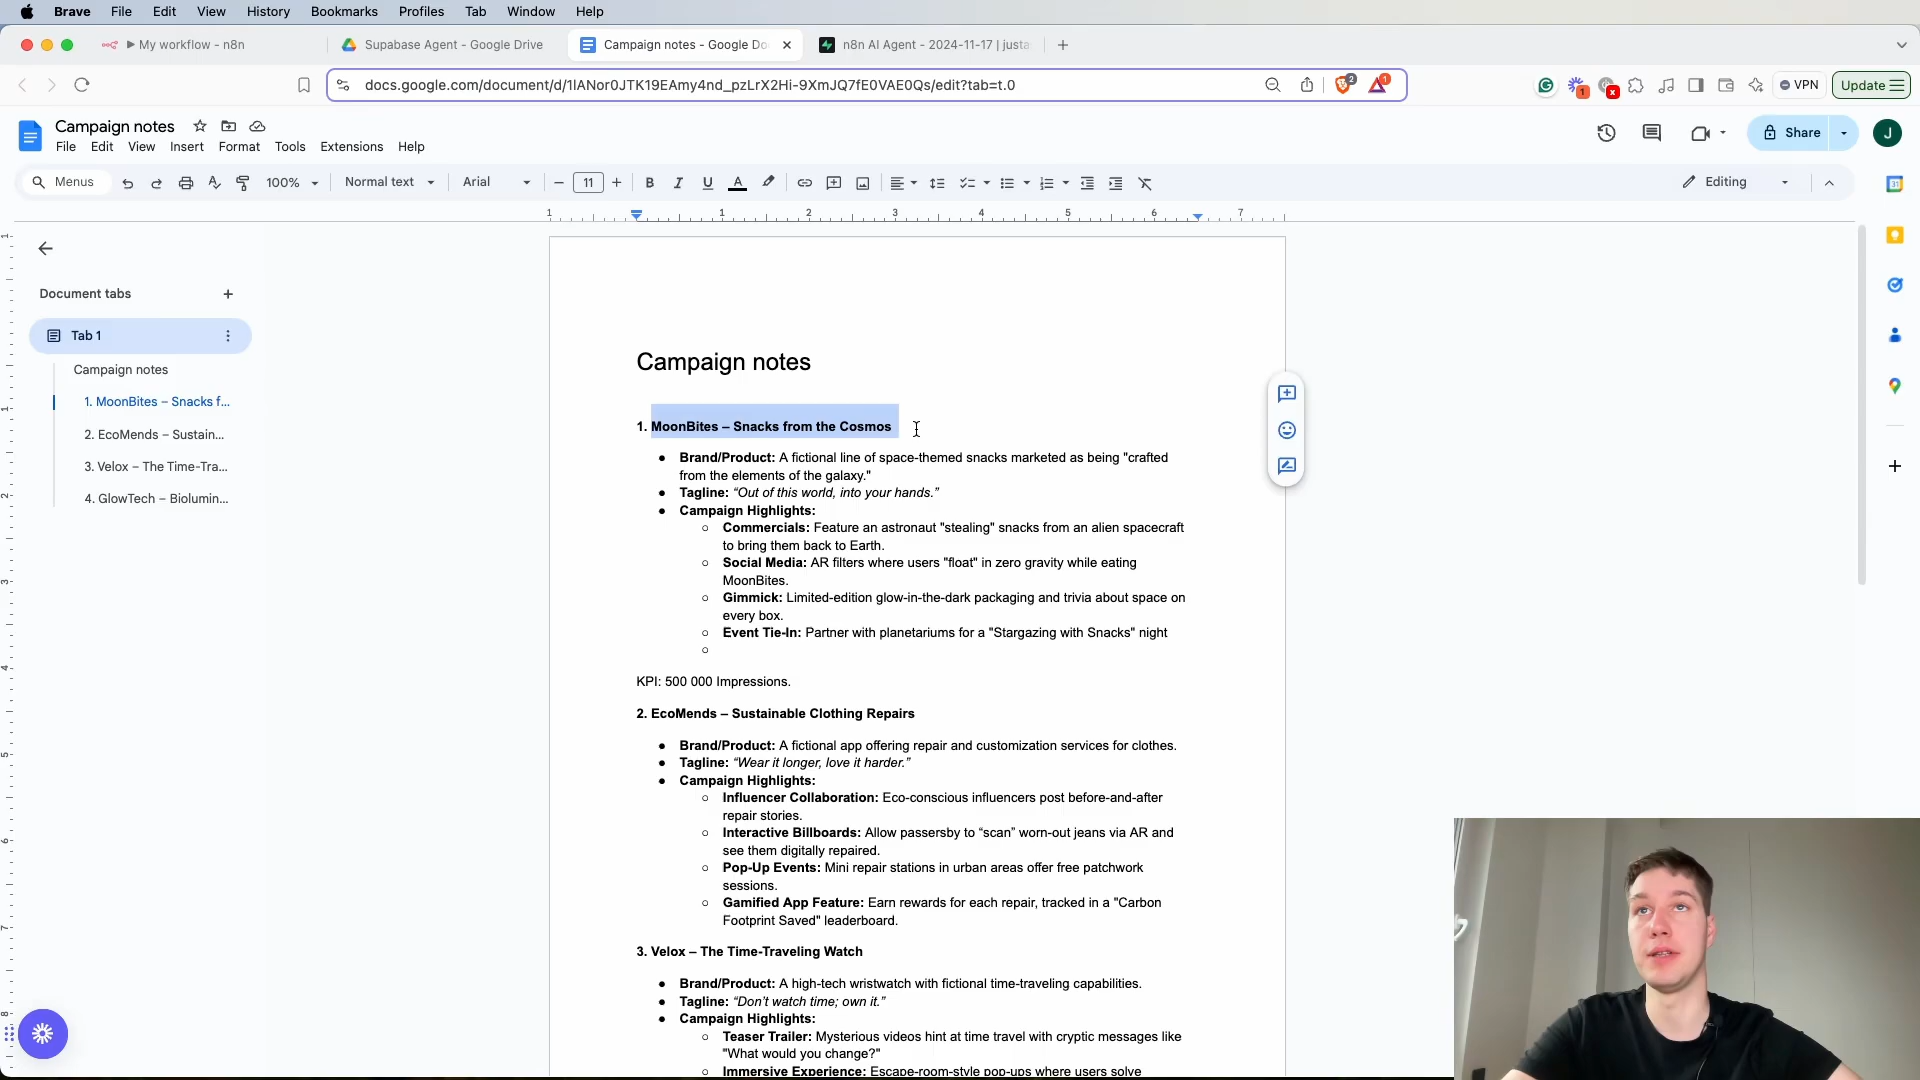 Brave File Edit View History Bookmarks Profiles Tab Window Help
▶ My workflow - n8n
Supabase Agent - Google Drive
Campaign notes - Google Do
n8n AI Agent - 2024-11-17 | justa
docs.google.com/document/d/1lANor0JTK19EAmy4nd_pzLrX2Hi-9XmJQ7fE0VAE0Qs/edit?tab=t.0
2
1
1
x
VPN
Update
Campaign notes
File Edit View Insert Format Tools Extensions Help
Share
J
Menus
100%
Normal text
Arial
11
Editing
1 1 2 3 4 5 6 7
Document tabs
Tab 1
Campaign notes
1. MoonBites – Snacks f...
2. EcoMends – Sustain...
3. Velox – The Time-Tra...
4. GlowTech – Biolumin...
Campaign notes
1. MoonBites – Snacks from the Cosmos
● Brand/Product: A fictional line of space-themed snacks marketed as being "crafted
from the elements of the galaxy."
● Tagline: “Out of this world, into your hands.”
● Campaign Highlights:
○ Commercials: Feature an astronaut "stealing" snacks from an alien spacecraft
to bring them back to Earth.
○ Social Media: AR filters where users "float" in zero gravity while eating
MoonBites.
○ Gimmick: Limited-edition glow-in-the-dark packaging and trivia about space on
every box.
○ Event Tie-In: Partner with planetariums for a "Stargazing with Snacks" night
○
KPI: 500 000 Impressions.
2. EcoMends – Sustainable Clothing Repairs
● Brand/Product: A fictional app offering repair and customization services for clothes.
● Tagline: “Wear it longer, love it harder.”
● Campaign Highlights:
○ Influencer Collaboration: Eco-conscious influencers post before-and-after
repair stories.
○ Interactive Billboards: Allow passersby to “scan” worn-out jeans via AR and
see them digitally repaired.
○ Pop-Up Events: Mini repair stations in urban areas offer free patchwork
sessions.
○ Gamified App Feature: Earn rewards for each repair, tracked in a "Carbon
Footprint Saved" leaderboard.
3. Velox – The Time-Traveling Watch
● Brand/Product: A high-tech wristwatch with fictional time-traveling capabilities.
● Tagline: “Don’t watch time; own it.”
● Campaign Highlights:
○ Teaser Trailer: Mysterious videos hint at time travel with cryptic messages like
"What would you change?"
○ Immersive Experience: Escape-room-style pop-ups where users solve